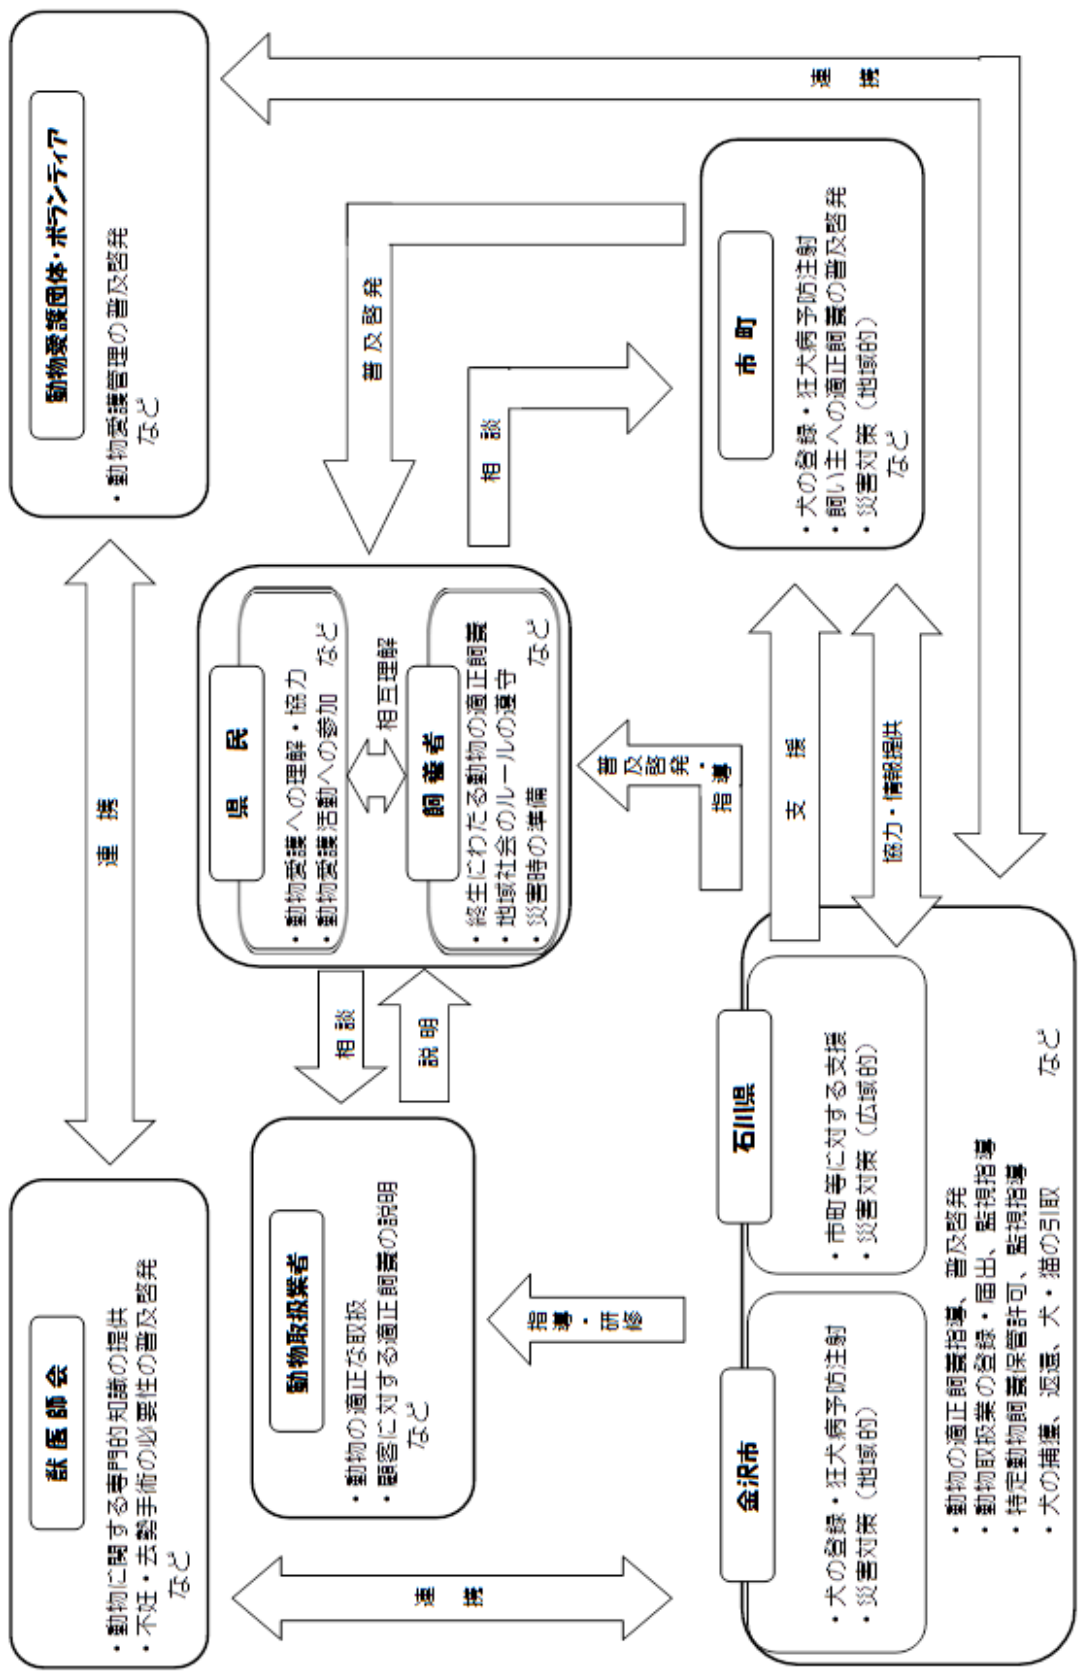 獣医師会
・動物に関する専門的知識の提供
・不妊・去勢手術の必要性の普及啓発
など
連携
動物愛護団体・ボランティア
・動物愛護管理の普及啓発
など
連携
動物取扱業者
・動物の適正な取扱
・顧客に対する適正飼養の説明
など
相談
説明
県民
・動物愛護への理解・協力
・動物愛護活動への参加 など
相互理解
飼養者
・終生にわたる動物の適正飼養
・地域社会のルールの遵守
・災害時の準備 など
普及啓発
相談
連携
指導・研修
普及啓発・
指導
市町
・犬の登録・狂犬病予防注射
・飼い主への適正飼養の普及啓発
・災害対策（地域的）
など
支援
協力・情報提供
金沢市
・犬の登録・狂犬病予防注射
・災害対策（地域的）
石川県
・市町等に対する支援
・災害対策（広域的）
・動物の適正飼養指導、普及啓発
・動物取扱業の登録・届出、監視指導
・特定動物飼養保管許可、監視指導
・犬の捕獲、返還、犬・猫の引取 など
連携